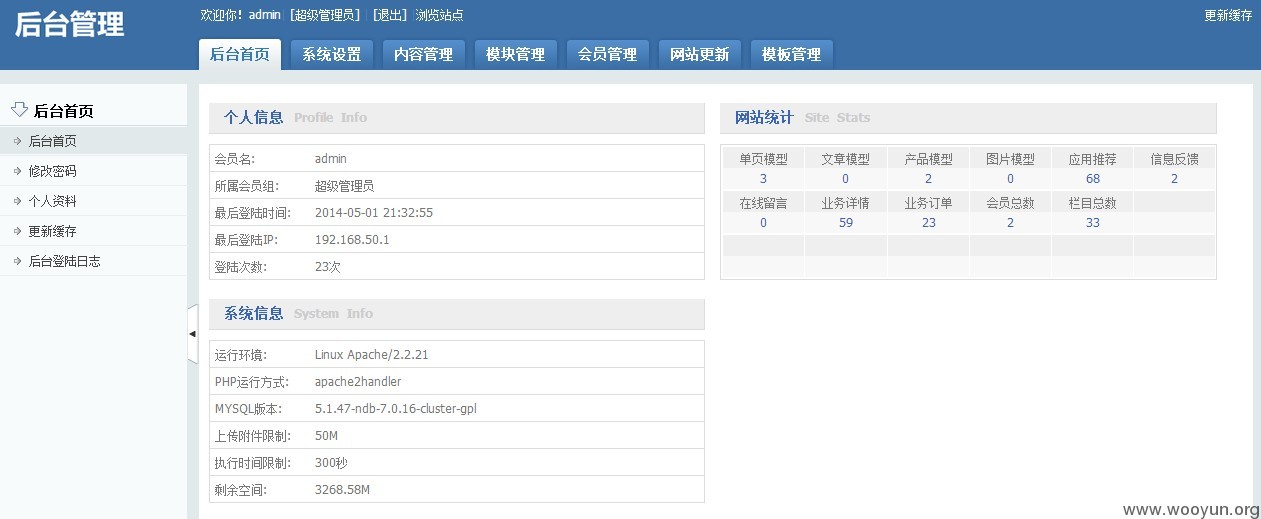 后台管理
欢迎你！admin [超级管理员] [退出] 浏览站点
更新缓存
后台首页 系统设置 内容管理 模块管理 会员管理 网站更新 模板管理
后台首页
后台首页
修改密码
个人资料
更新缓存
后台登陆日志
个人信息 Profile Info
会员名: admin
所属会员组: 超级管理员
最后登陆时间: 2014-05-01 21:32:55
最后登陆IP: 192.168.50.1
登陆次数: 23次
网站统计 Site Stats
单页模型 文章模型 产品模型 图片模型 应用推荐 信息反馈
3 0 2 0 68 2
在线留言 业务详情 业务订单 会员总数 栏目总数
0 59 23 2 33
系统信息 System Info
运行环境: Linux Apache/2.2.21
PHP运行方式: apache2handler
MYSQL版本: 5.1.47-ndb-7.0.16-cluster-gpl
上传附件限制: 50M
执行时间限制: 300秒
剩余空间: 3268.58M
www.wooyun.org